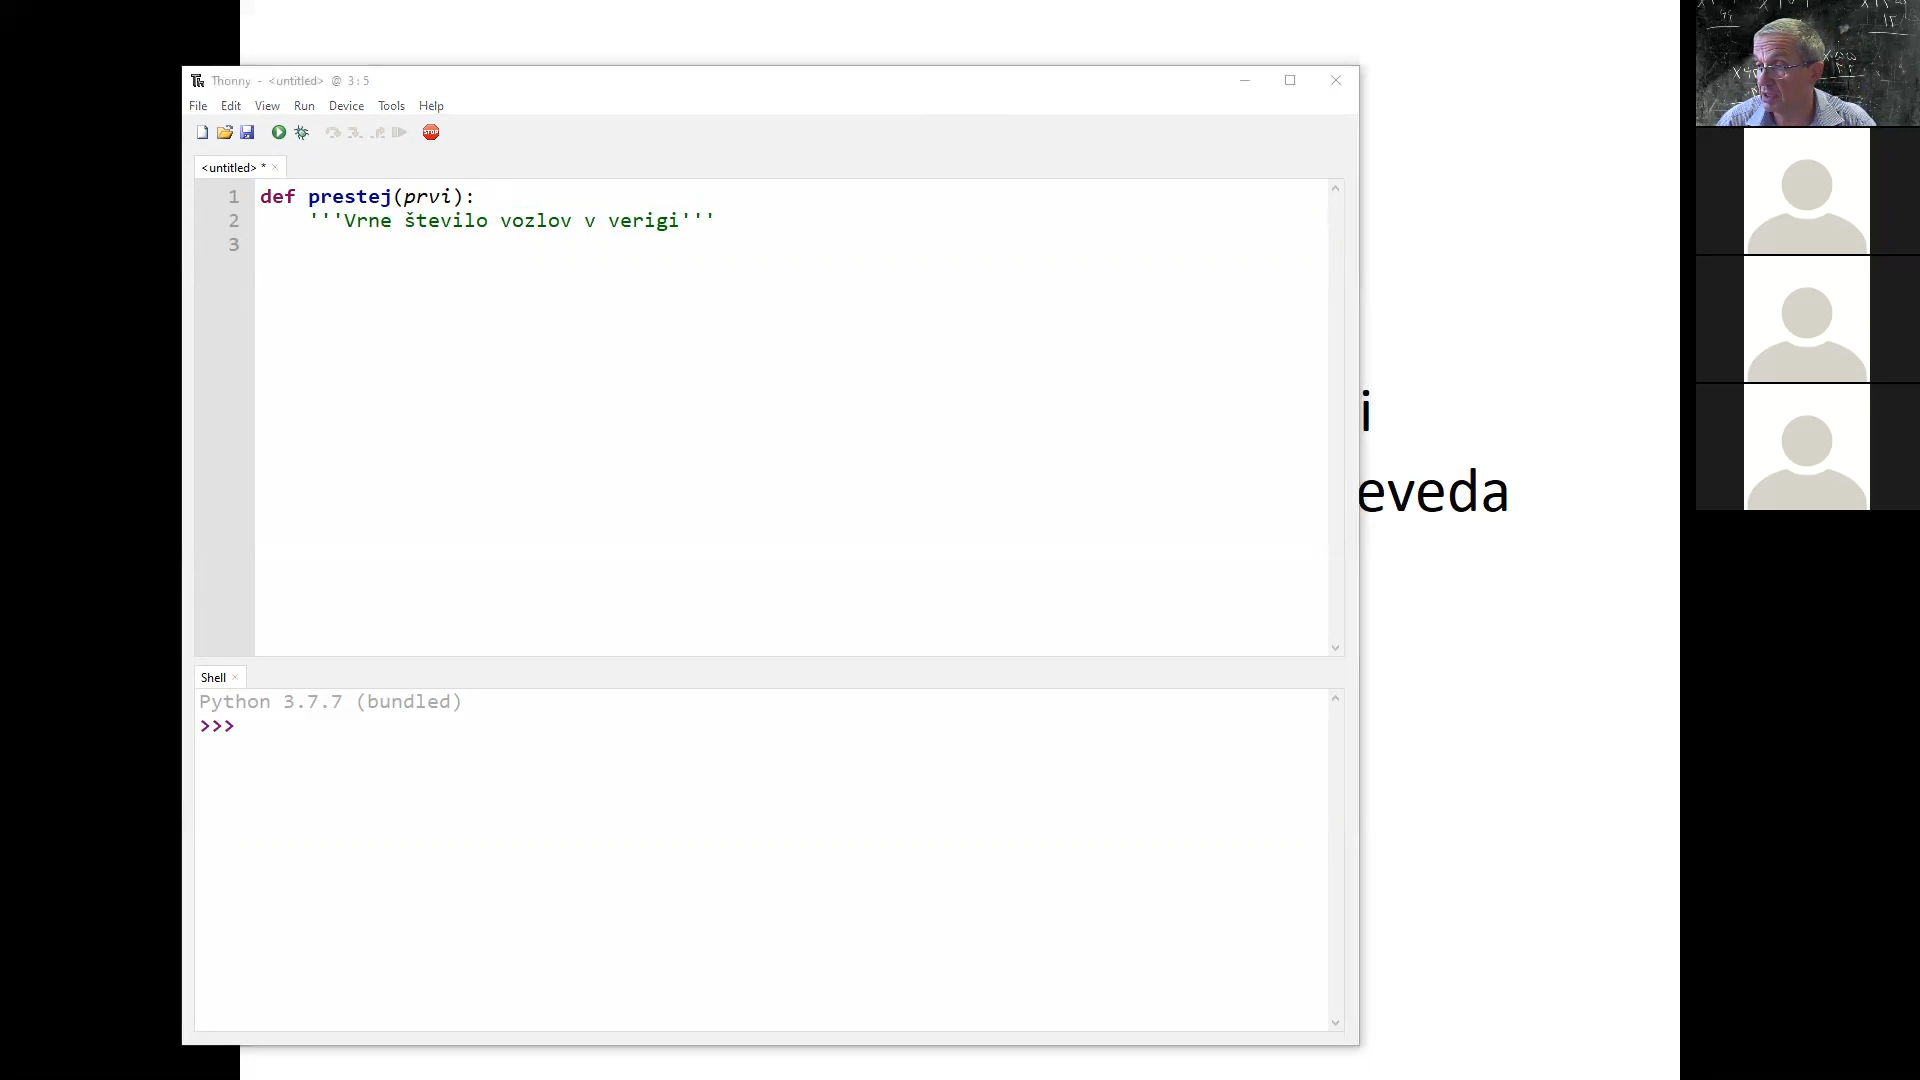 Thonny - <untitled> @ 3:5
File Edit View Run Device Tools Help
STOP
<untitled> *
1 def prestej(prvi):
2 '''Vrne število vozlov v verigi'''
3
i
eveda
Shell
Python 3.7.7 (bundled)
>>>